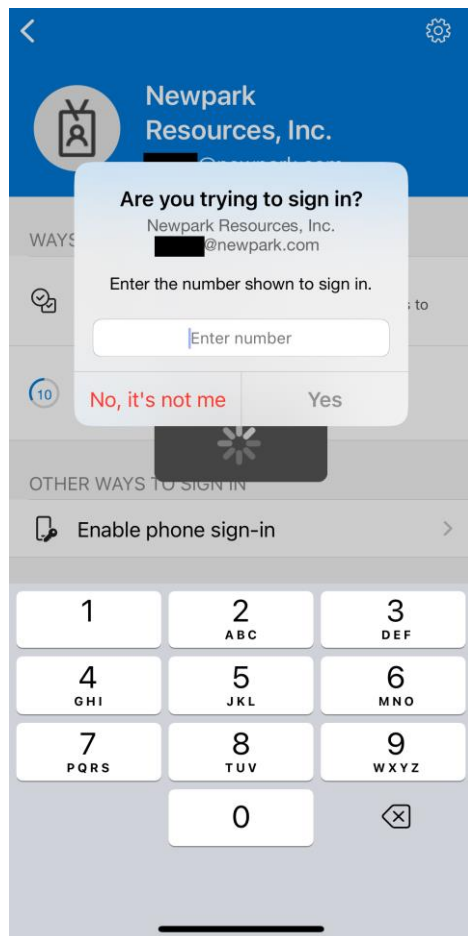 Newpark
Resources, Inc.
Are you trying to sign in?
Newpark Resources, Inc.
@newpark.com
WAYS
Enter the number shown to sign in.
s to
Enter number
10
No, it's not me
Yes
OTHER WAYS TO SIGN IN
Enable phone sign-in
1
2
ABC
3
DEF
4
GHI
5
JKL
6
MNO
7
PQRS
8
TUV
9
WXYZ
0